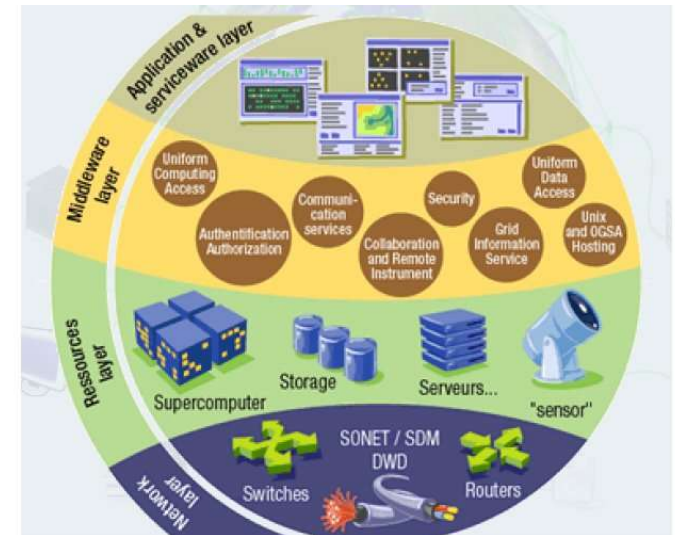 Application &
serviceware layer
Middleware
layer
Uniform
Computing
Access
Authentification
Authorization
Communi-
cation
services
Collaboration
and Remote
Instrument
Security
Grid
Information
Service
Uniform
Data
Access
Unix
and OGSA
Hosting
Ressources
layer
Supercomputer
Storage
Serveurs...
"sensor"
Network
layer
Switches
SONET / SDM
DWD
Routers